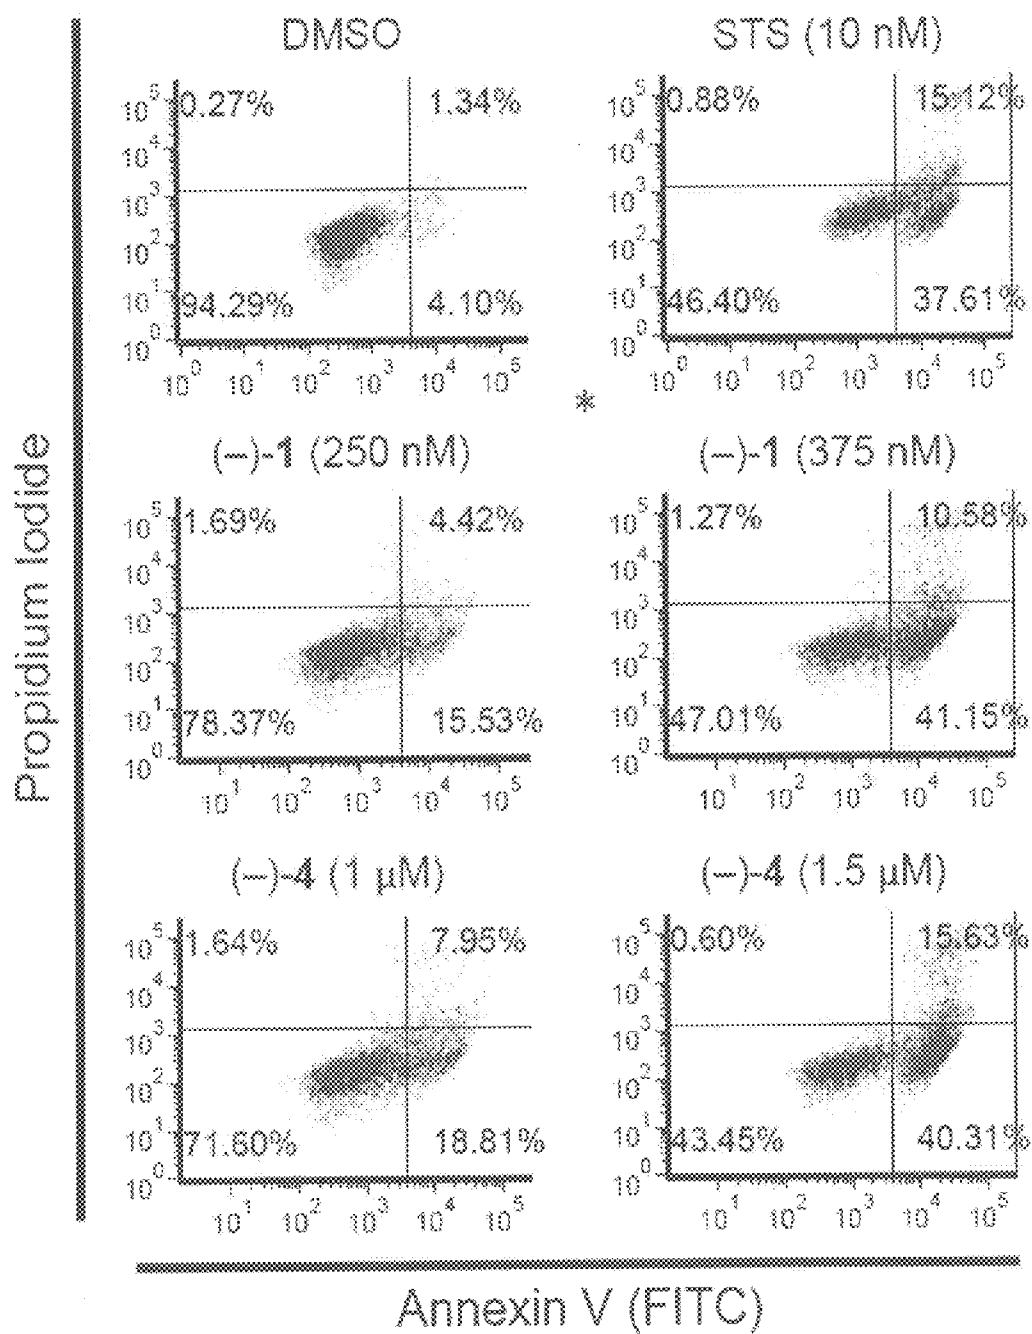 Propidium Iodide
DMSO
10^5 0.27% 1.34%
10^4
10^3
10^2
10^1 94.29% 4.10%
10^0
10^0 10^1 10^2 10^3 10^4 10^5
STS (10 nM)
10^5 0.88% 15.12%
10^4
10^3
10^2
10^1 46.40% 37.61%
10^0
10^0 10^1 10^2 10^3 10^4 10^5
*
(–)-1 (250 nM)
10^5 1.69% 4.42%
10^4
10^3
10^2
10^1 78.37% 15.53%
10^0
10^1 10^2 10^3 10^4 10^5
(–)-1 (375 nM)
10^5 1.27% 10.58%
10^4
10^3
10^2
10^1 47.01% 41.15%
10^0
10^1 10^2 10^3 10^4 10^5
(–)-4 (1 µM)
10^5 1.64% 7.95%
10^4
10^3
10^2
10^1 71.60% 18.81%
10^0
10^1 10^2 10^3 10^4 10^5
(–)-4 (1.5 µM)
10^5 0.60% 15.63%
10^4
10^3
10^2
10^1 43.45% 40.31%
10^0
10^1 10^2 10^3 10^4 10^5
Annexin V (FITC)